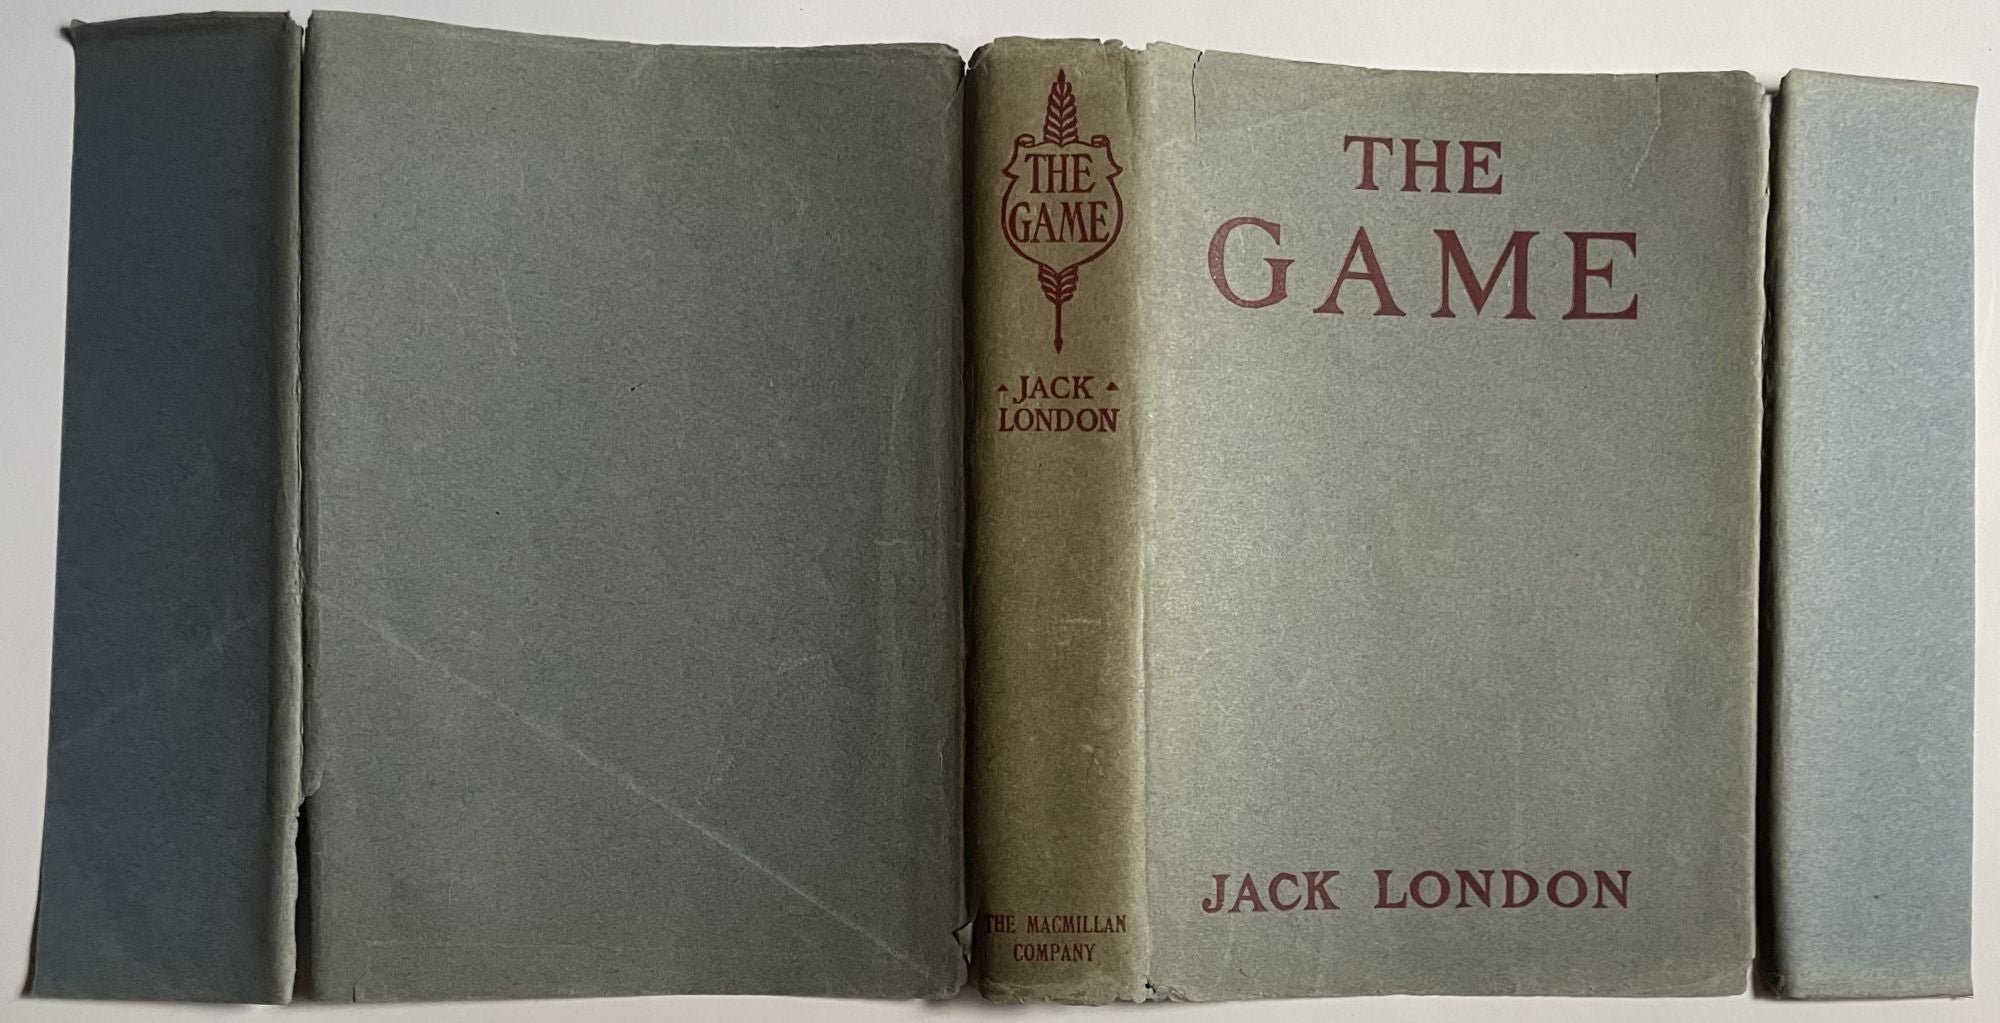 THE
GAME
JACK
LONDON
THE MACMILLAN
COMPANY
THE
GAME
JACK LONDON